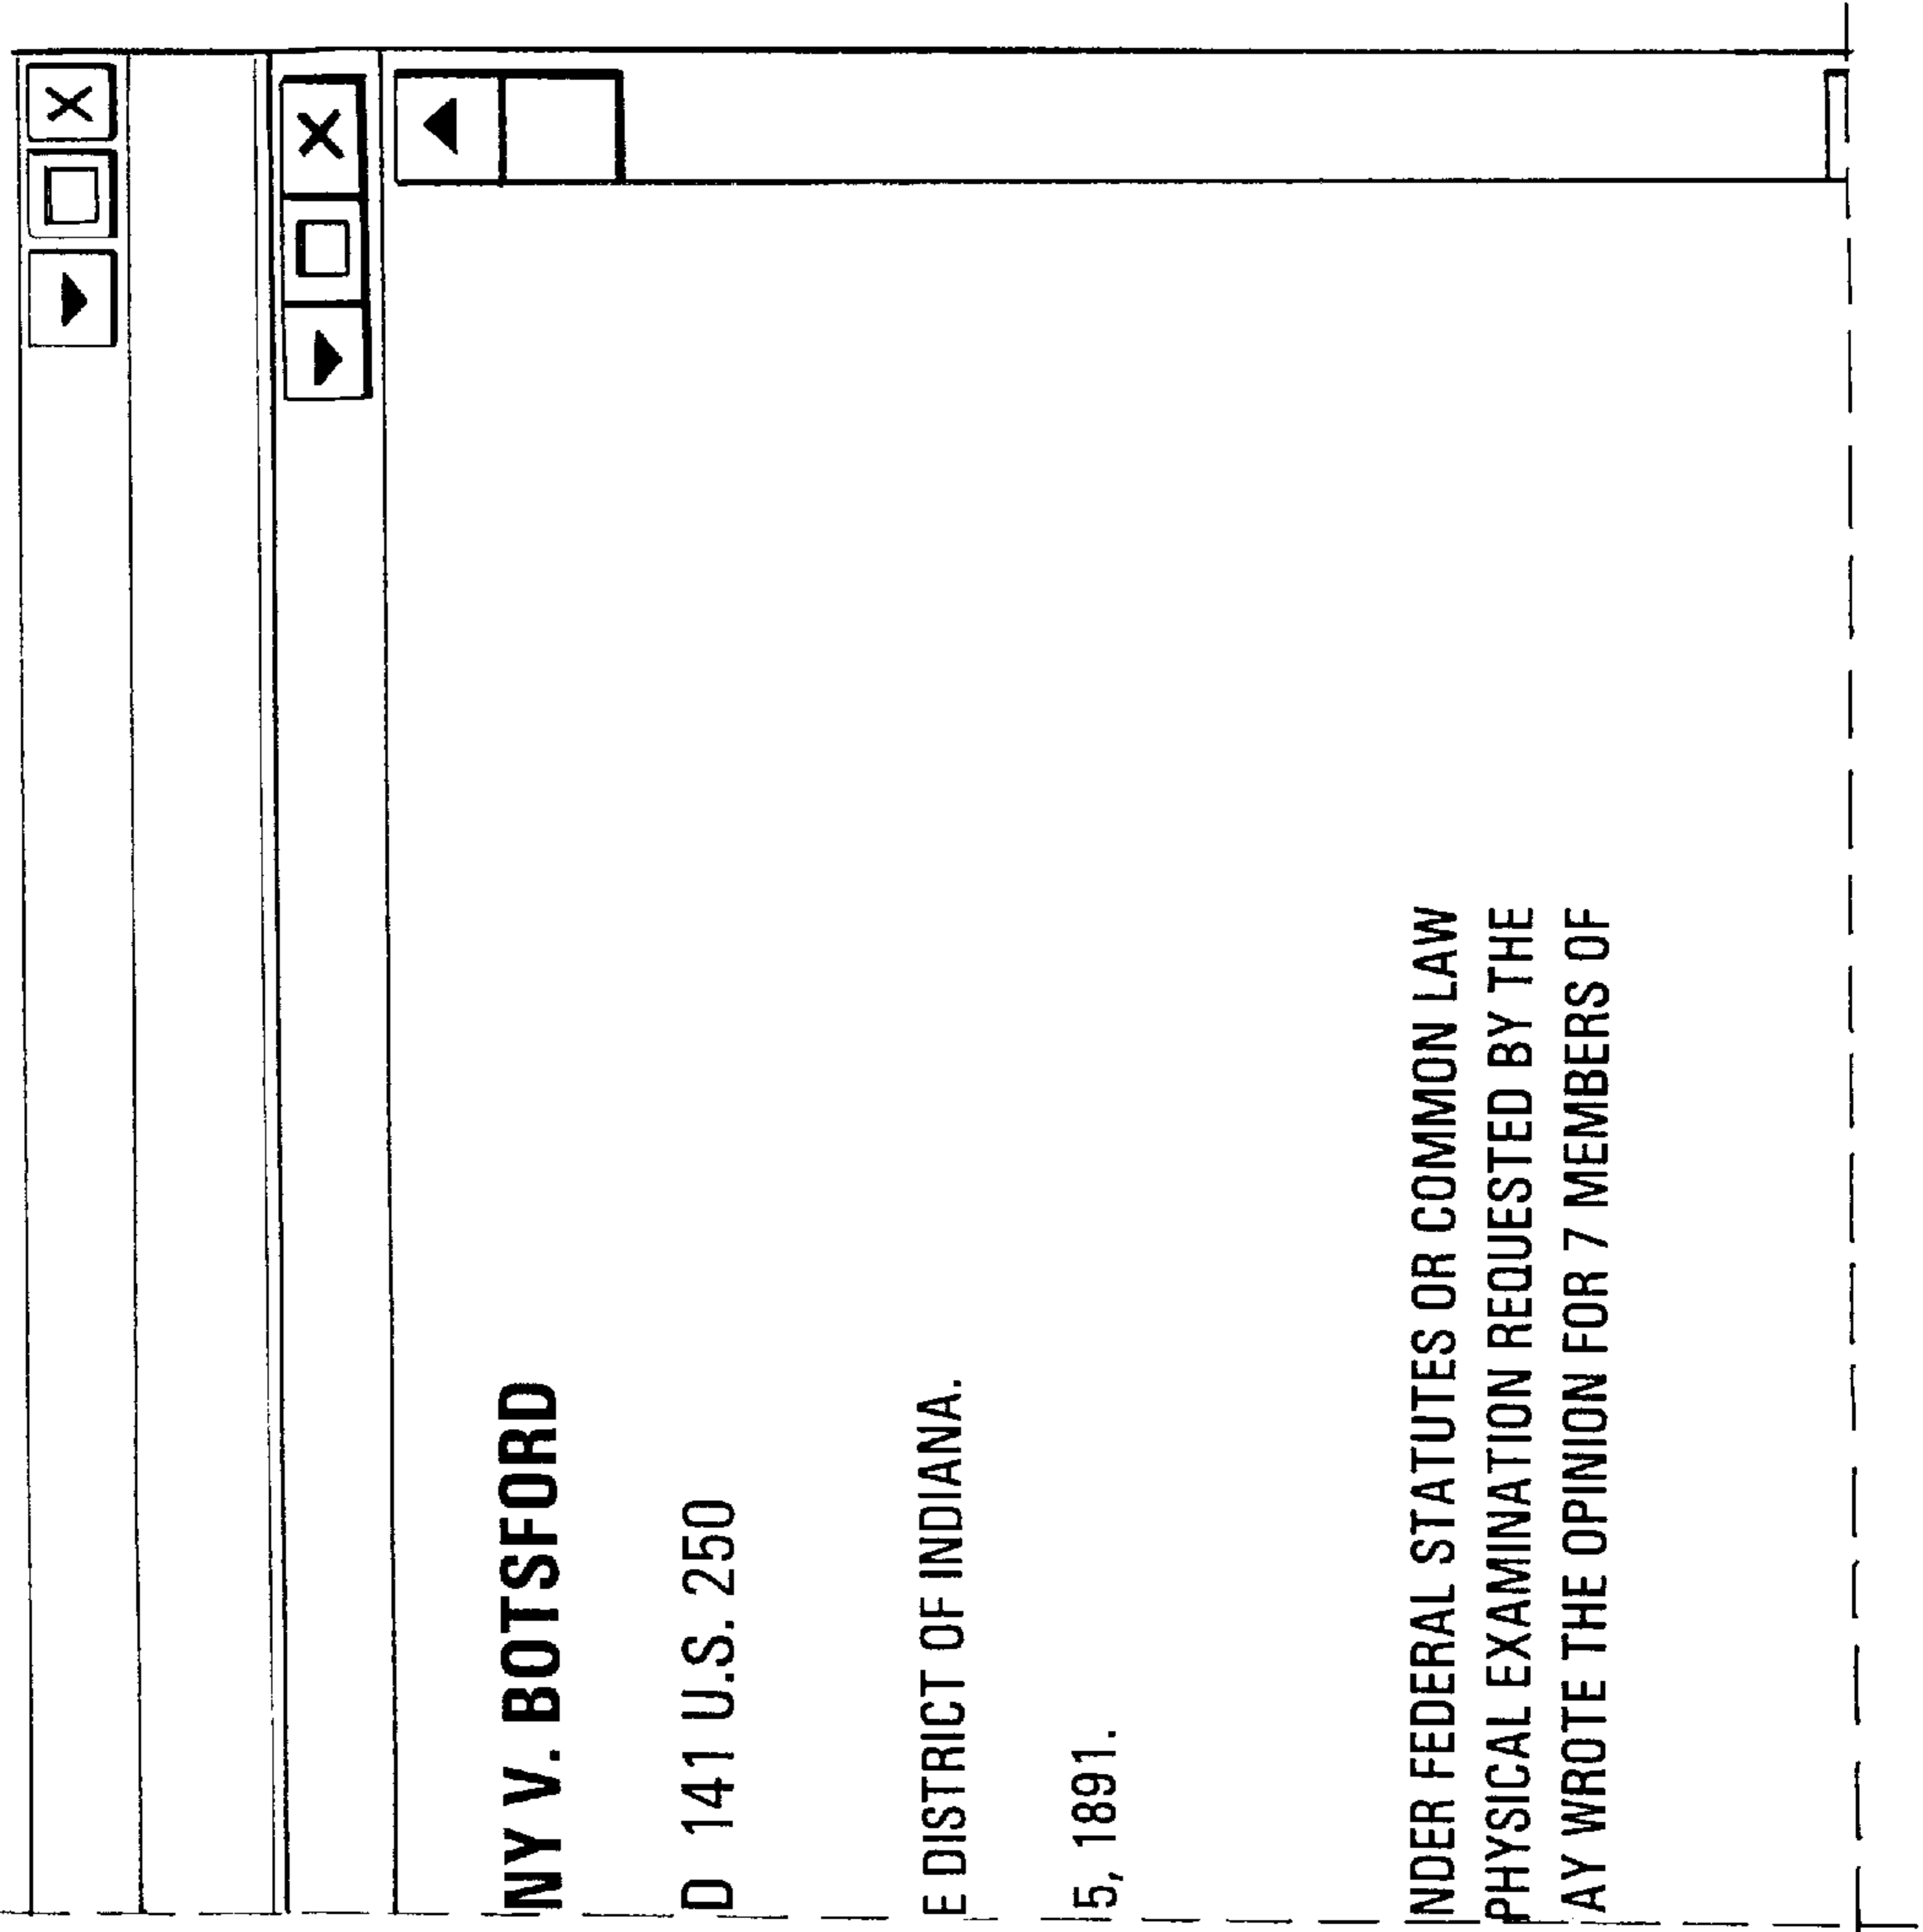 NY V. BOTSFORD
D 141 U.S. 250
E DISTRICT OF INDIANA.
5, 1891.
NDER FEDERAL STATUTES OR COMMON LAW
PHYSICAL EXAMINATION REQUESTED BY THE
AY WROTE THE OPINION FOR 7 MEMBERS OF